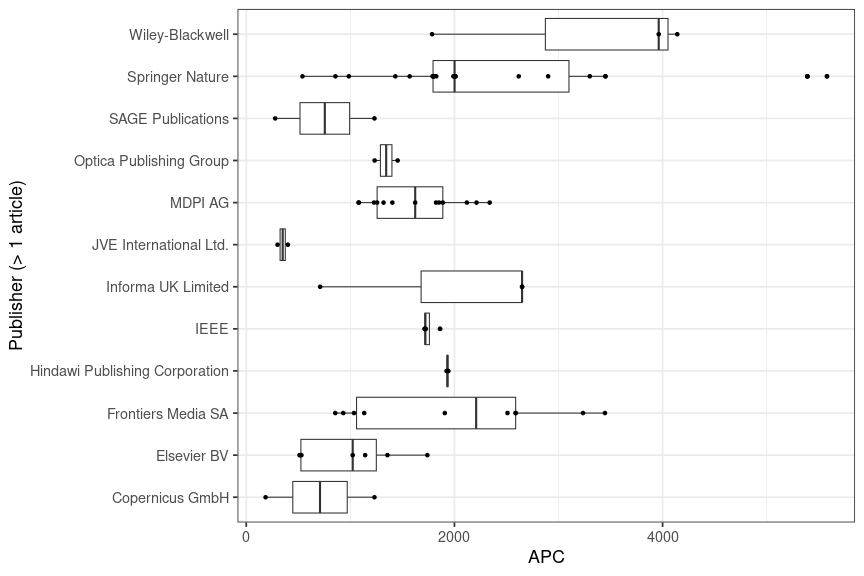 Wiley-Blackwell
Springer Nature
SAGE Publications
Optica Publishing Group
MDPI AG
JVE International Ltd.
Informa UK Limited
IEEE
Hindawi Publishing Corporation
Frontiers Media SA
Elsevier BV
Copernicus GmbH
Publisher (> 1 article)
0 2000 4000
APC